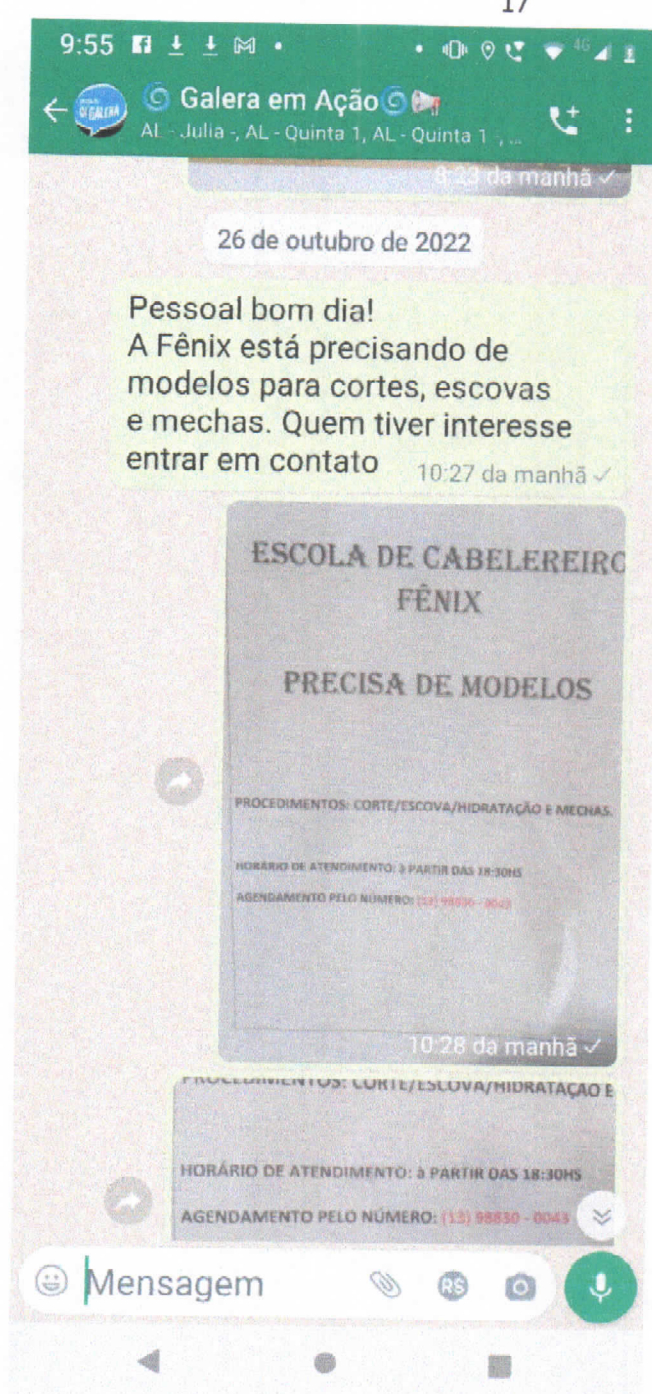 17
9:55
4G
Galera em Ação
AL - Julia -, AL - Quinta 1, AL - Quinta 1 -, ...
8:23 da manhã
26 de outubro de 2022
Pessoal bom dia!
A Fênix está precisando de
modelos para cortes, escovas
e mechas. Quem tiver interesse
entrar em contato
10:27 da manhã
ESCOLA DE CABELEREIRO
FÊNIX
PRECISA DE MODELOS
PROCEDIMENTOS: CORTE/ESCOVA/HIDRATAÇÃO E MECHAS.
HORÁRIO DE ATENDIMENTO: à PARTIR DAS 18:30HS
AGENDAMENTO PELO NÚMERO: (13) 98830 - 0043
10:28 da manhã
PROCEDIMENTOS: CORTE/ESCOVA/HIDRATAÇÃO E
HORÁRIO DE ATENDIMENTO: à PARTIR DAS 18:30HS
AGENDAMENTO PELO NÚMERO: (13) 98830 - 0043
Mensagem
R$